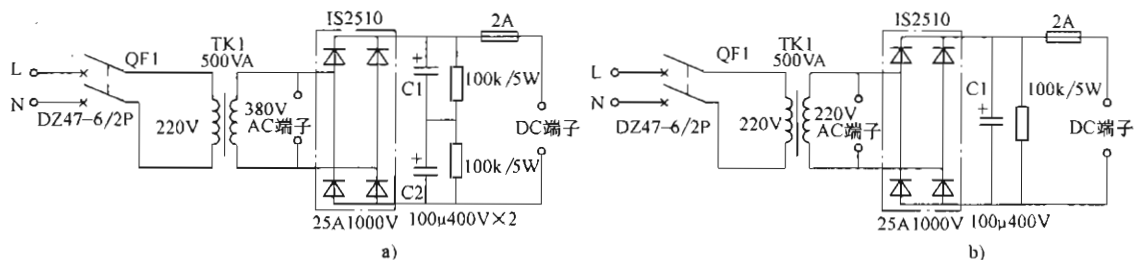 IS2510
2A
QF1
TK1
500VA
L
N
DZ47-6/2P
220V
380V
AC端子
C1
100k/5W
C2
100k/5W
DC端子
25A1000V
100μ400V×2
a)
IS2510
2A
QF1
TK1
500VA
L
N
DZ47-6/2P
220V
220V
AC端子
C1
100k/5W
DC端子
25A1000V
100μ400V
b)